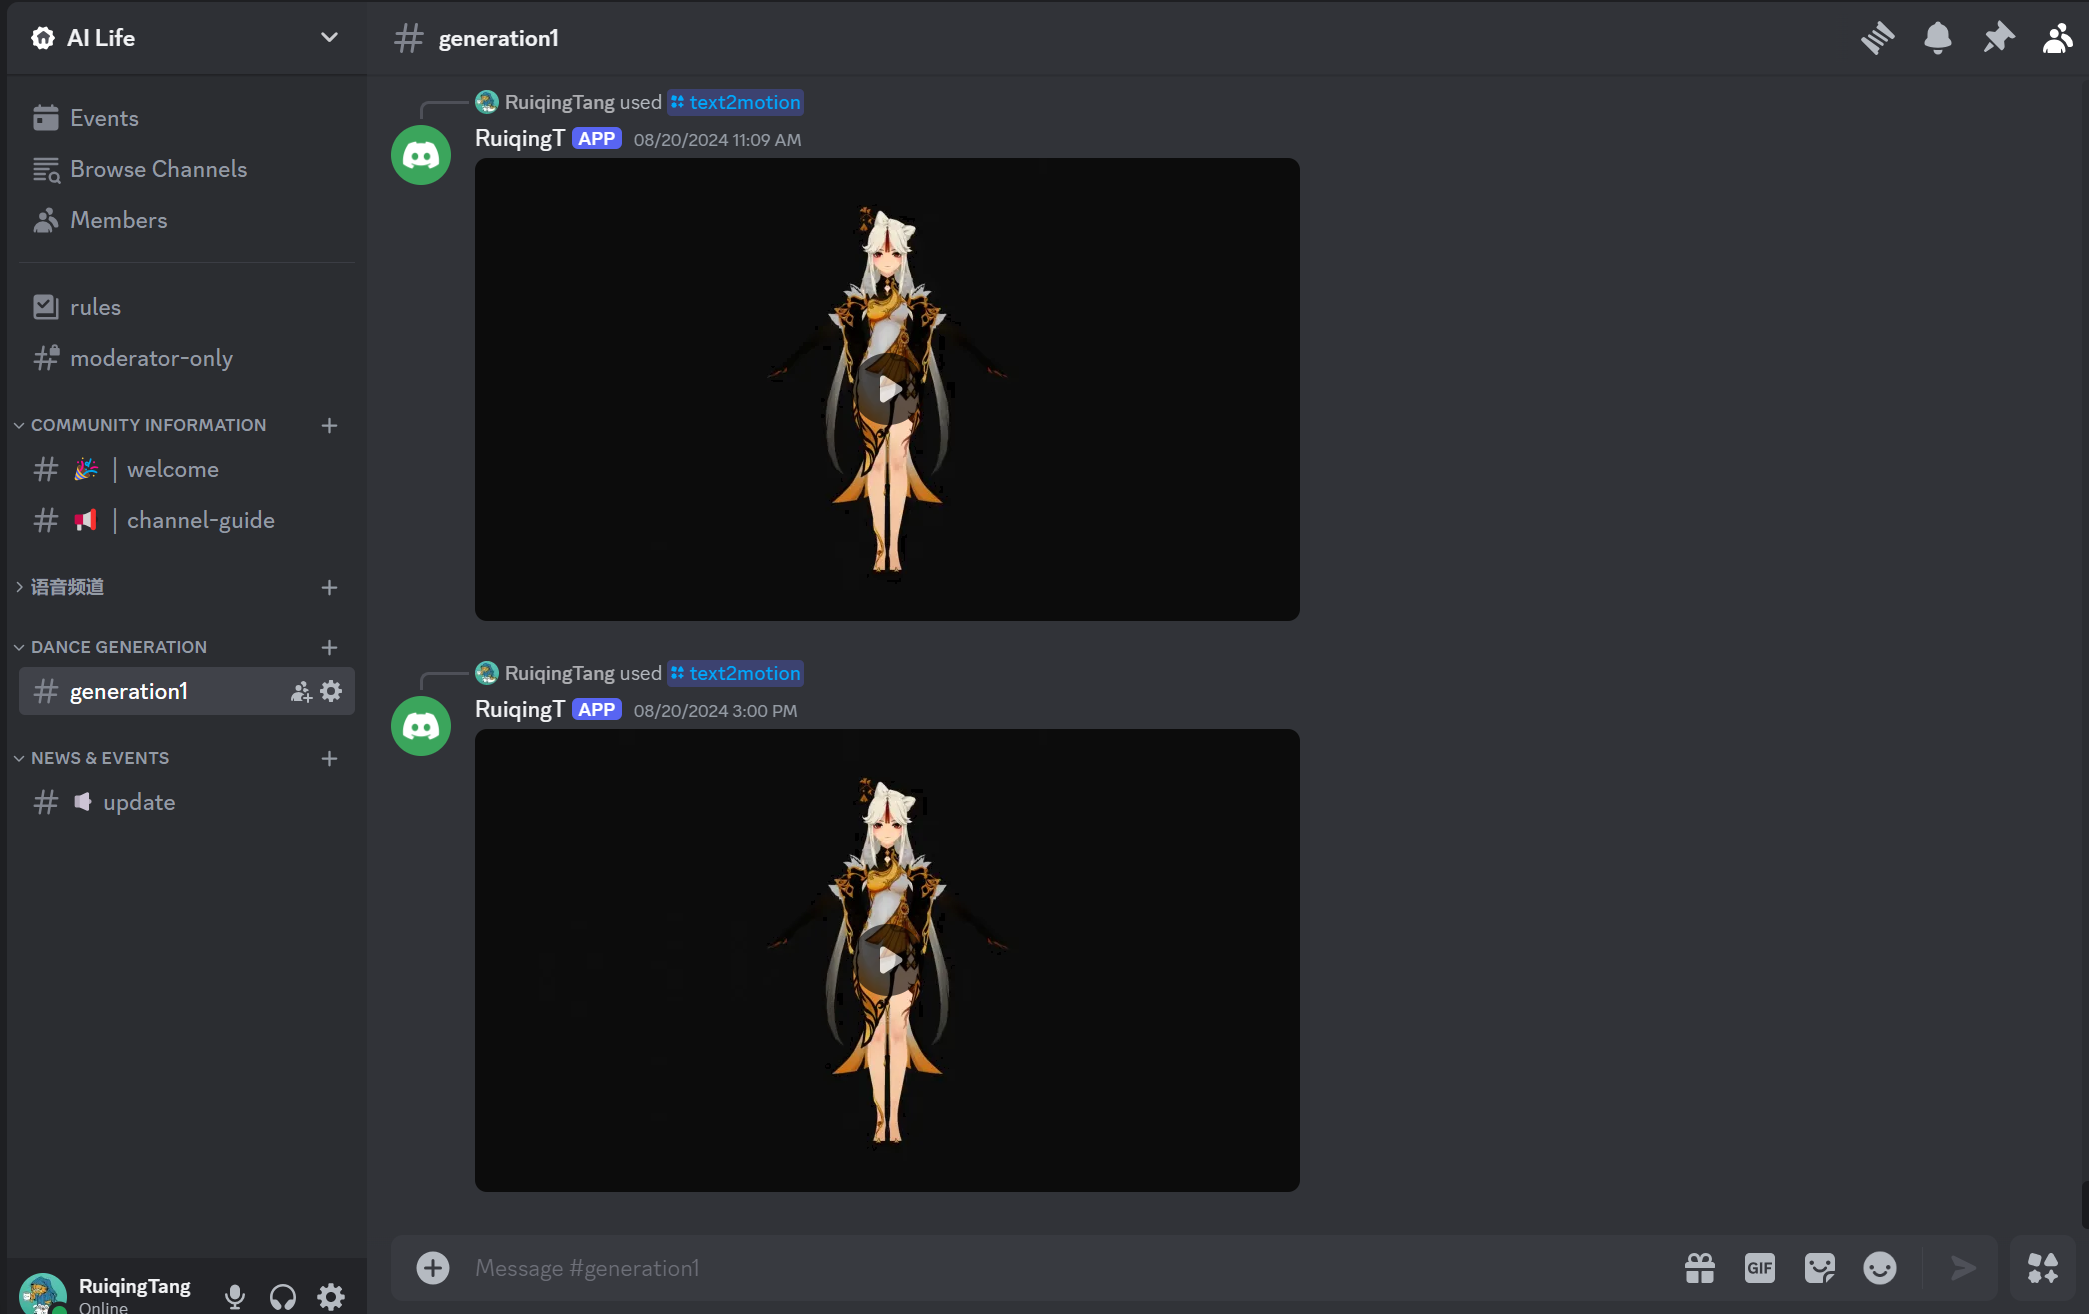 AI Life
Events
Browse Channels
Members
rules
moderator-only
COMMUNITY INFORMATION
| welcome
| channel-guide
语音频道
DANCE GENERATION
generation1
NEWS & EVENTS
update
RuiqingTang
Online
generation1
RuiqingTang used text2motion
RuiqingT APP 08/20/2024 11:09 AM
RuiqingTang used text2motion
RuiqingT APP 08/20/2024 3:00 PM
Message #generation1
GIF